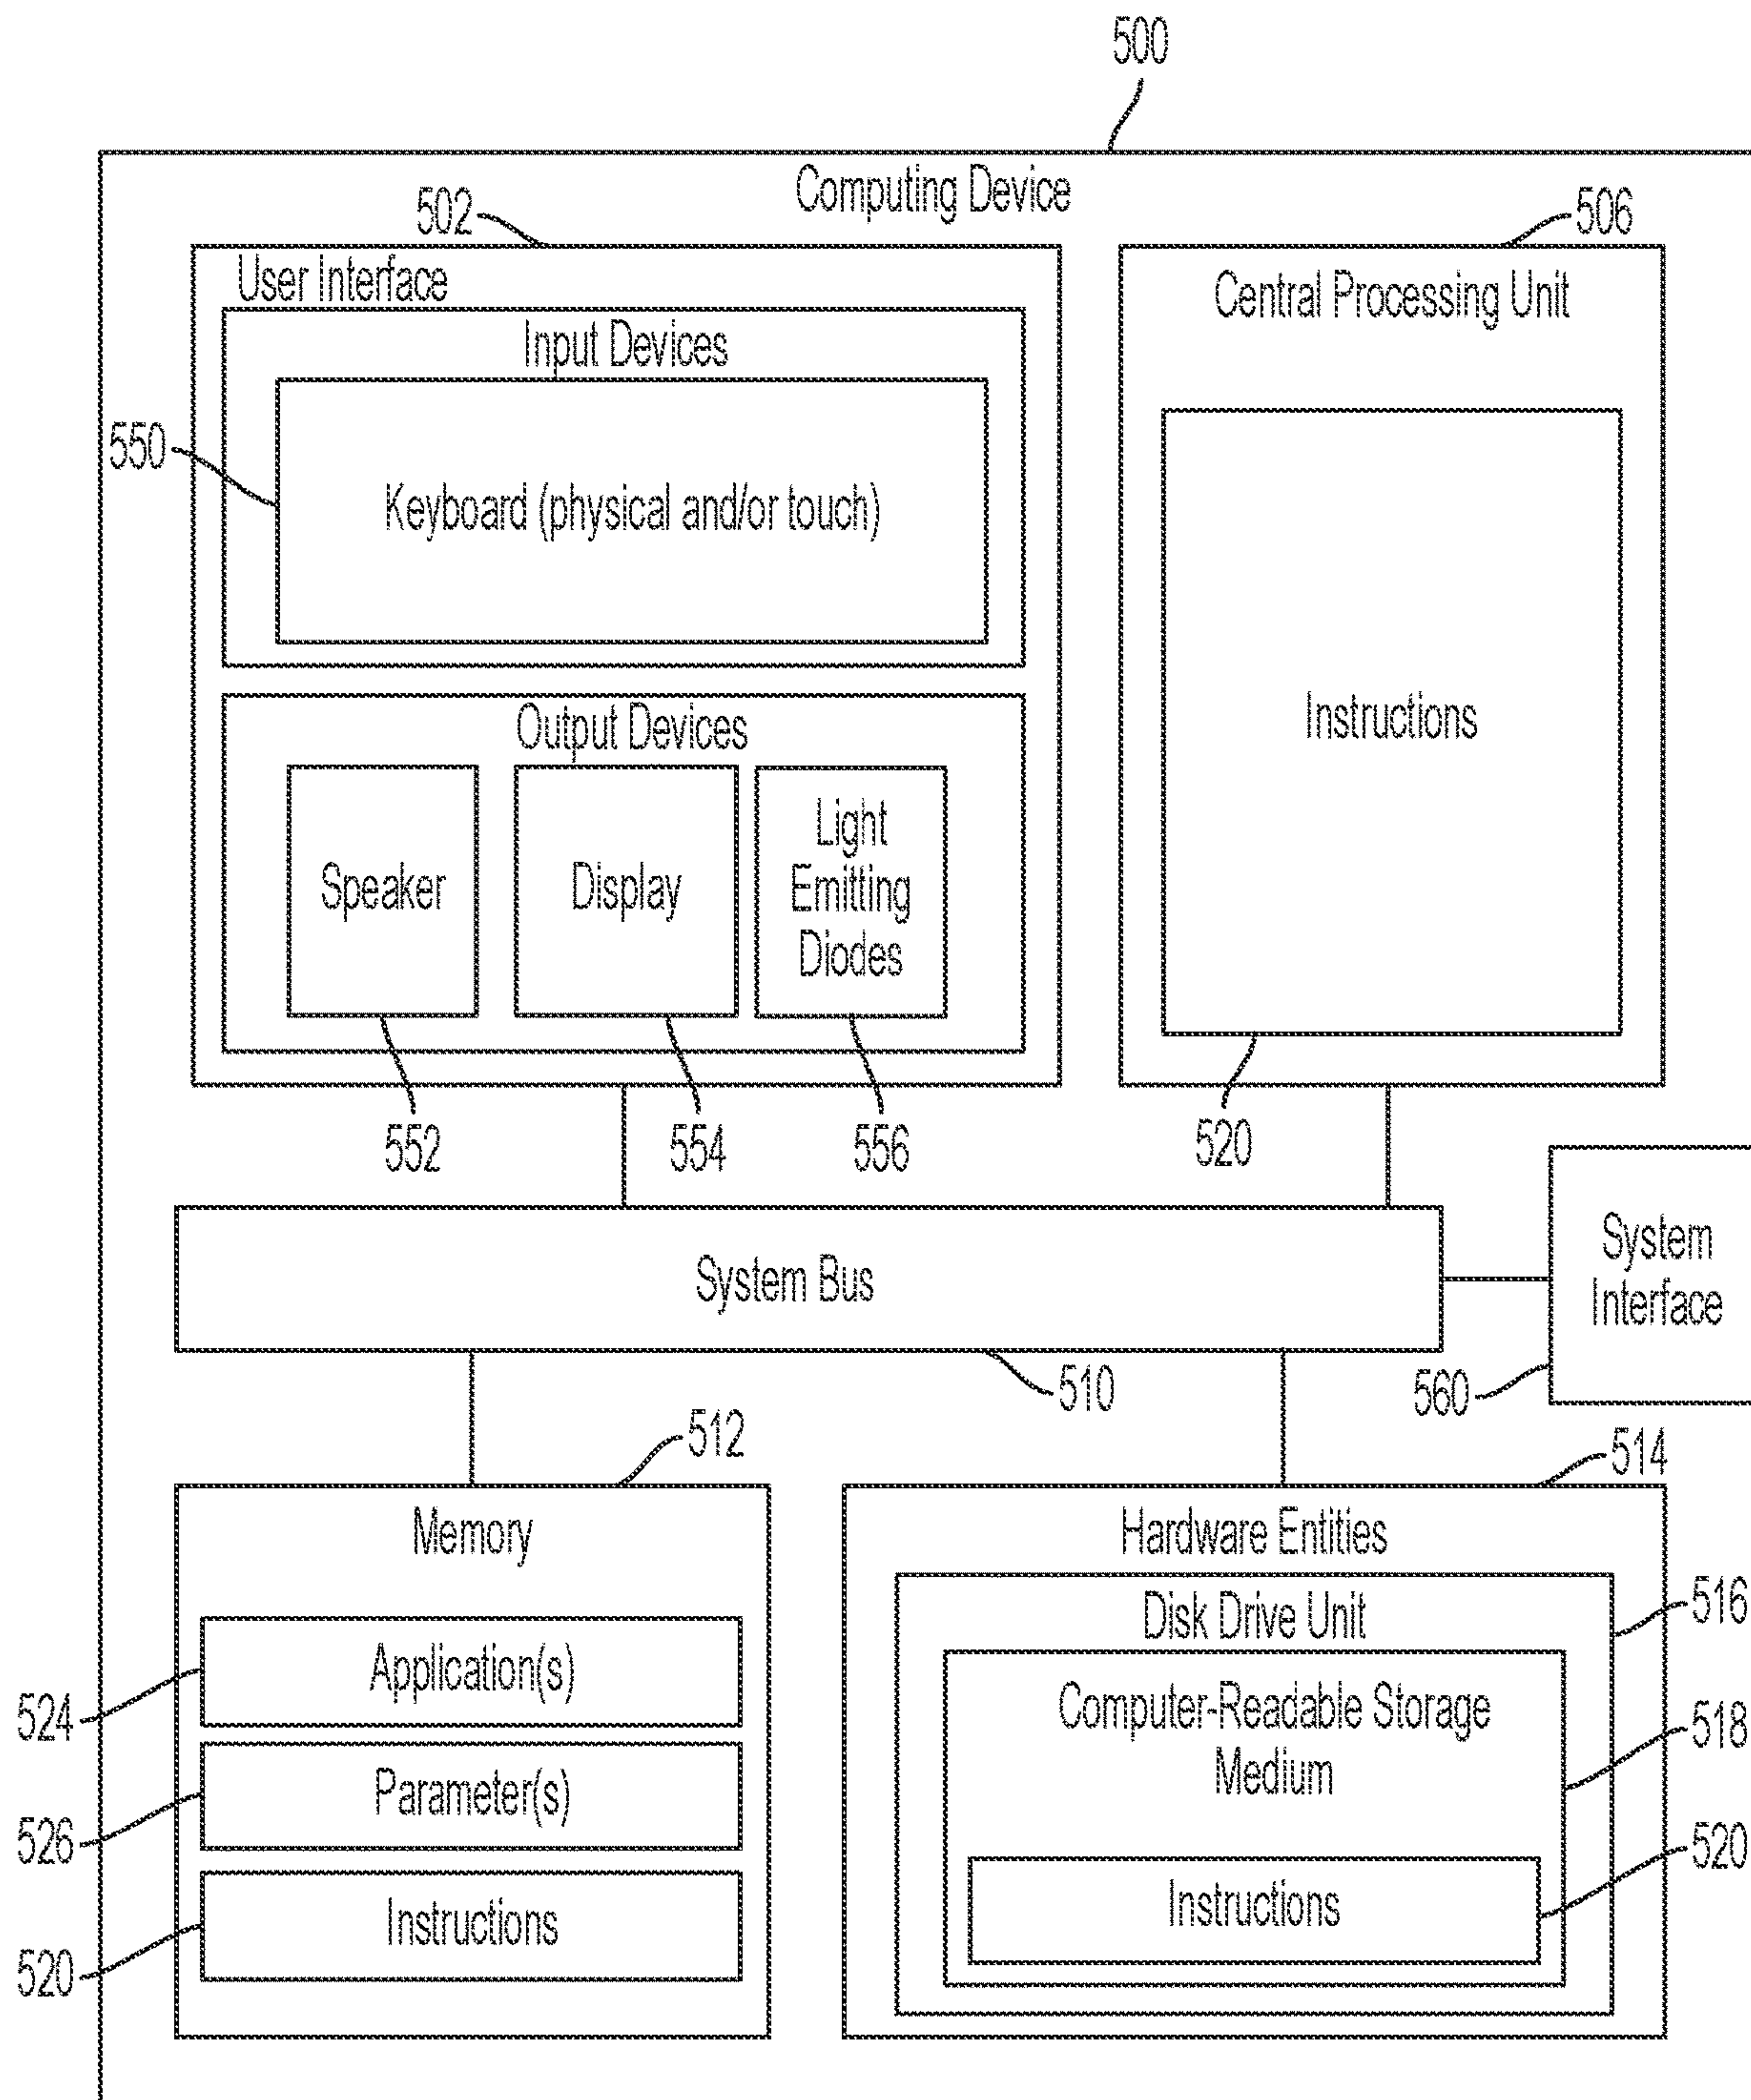 500
Computing Device
502
506
User Interface
Central Processing Unit
Input Devices
550
Keyboard (physical and/or touch)
Instructions
Output Devices
Speaker
Display
Light
Emitting
Diodes
552
554
556
520
System Bus
System
Interface
510
560
512
514
Memory
Hardware Entities
516
Disk Drive Unit
524
Application(s)
Computer-Readable Storage
Medium
518
526
Parameter(s)
520
Instructions
520
Instructions